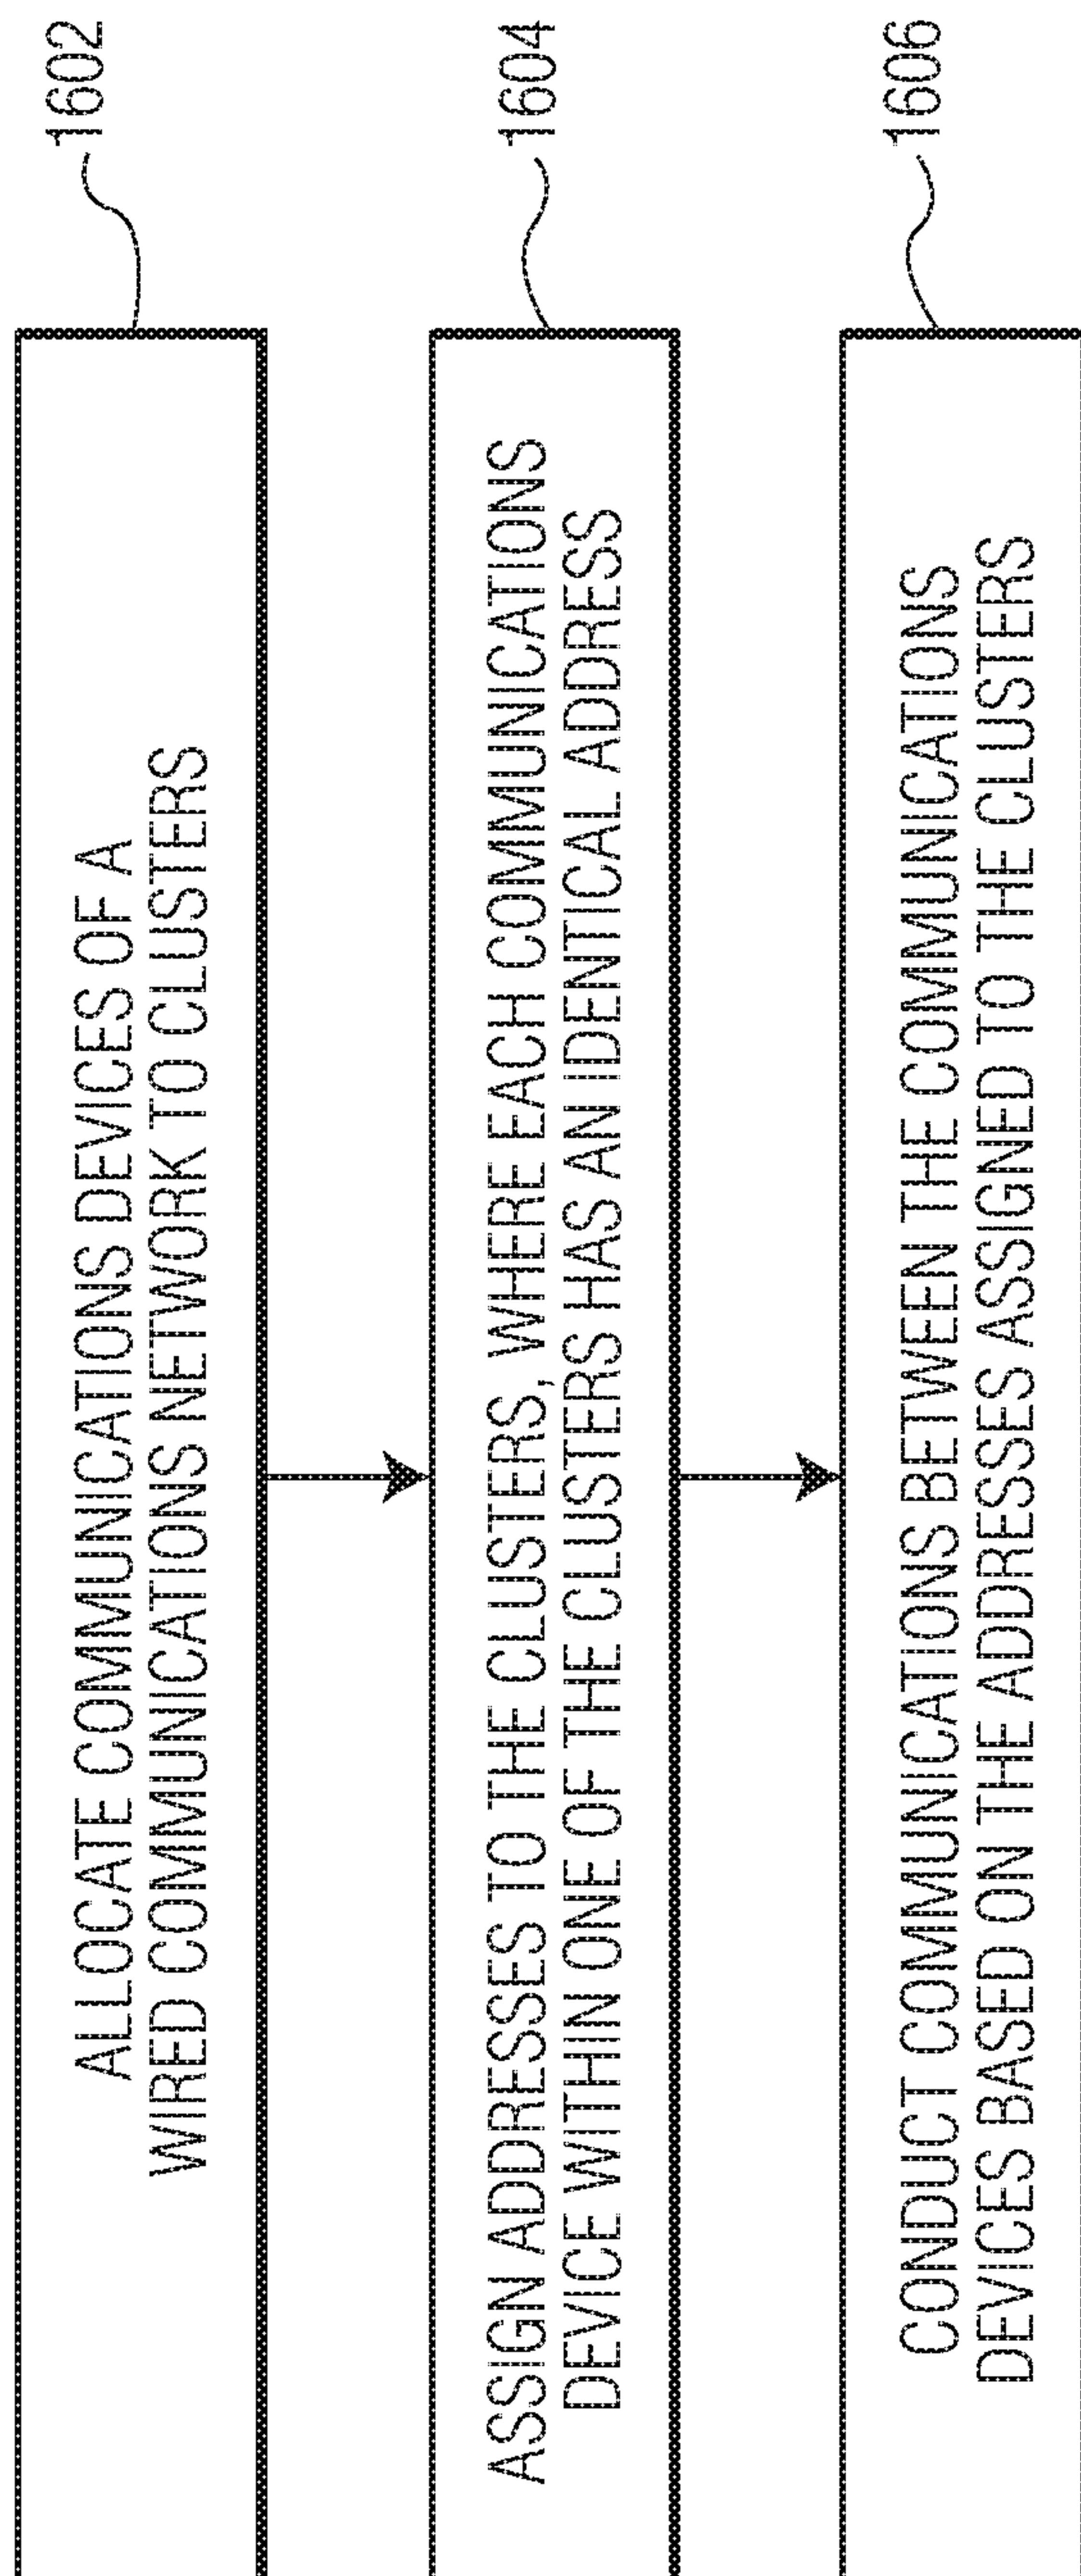 ALLOCATE COMMUNICATIONS DEVICES OF A
WIRED COMMUNICATIONS NETWORK TO CLUSTERS
1602
ASSIGN ADDRESSES TO THE CLUSTERS, WHERE EACH COMMUNICATIONS
DEVICE WITHIN ONE OF THE CLUSTERS HAS AN IDENTICAL ADDRESS
1604
CONDUCT COMMUNICATIONS BETWEEN THE COMMUNICATIONS
DEVICES BASED ON THE ADDRESSES ASSIGNED TO THE CLUSTERS
1606